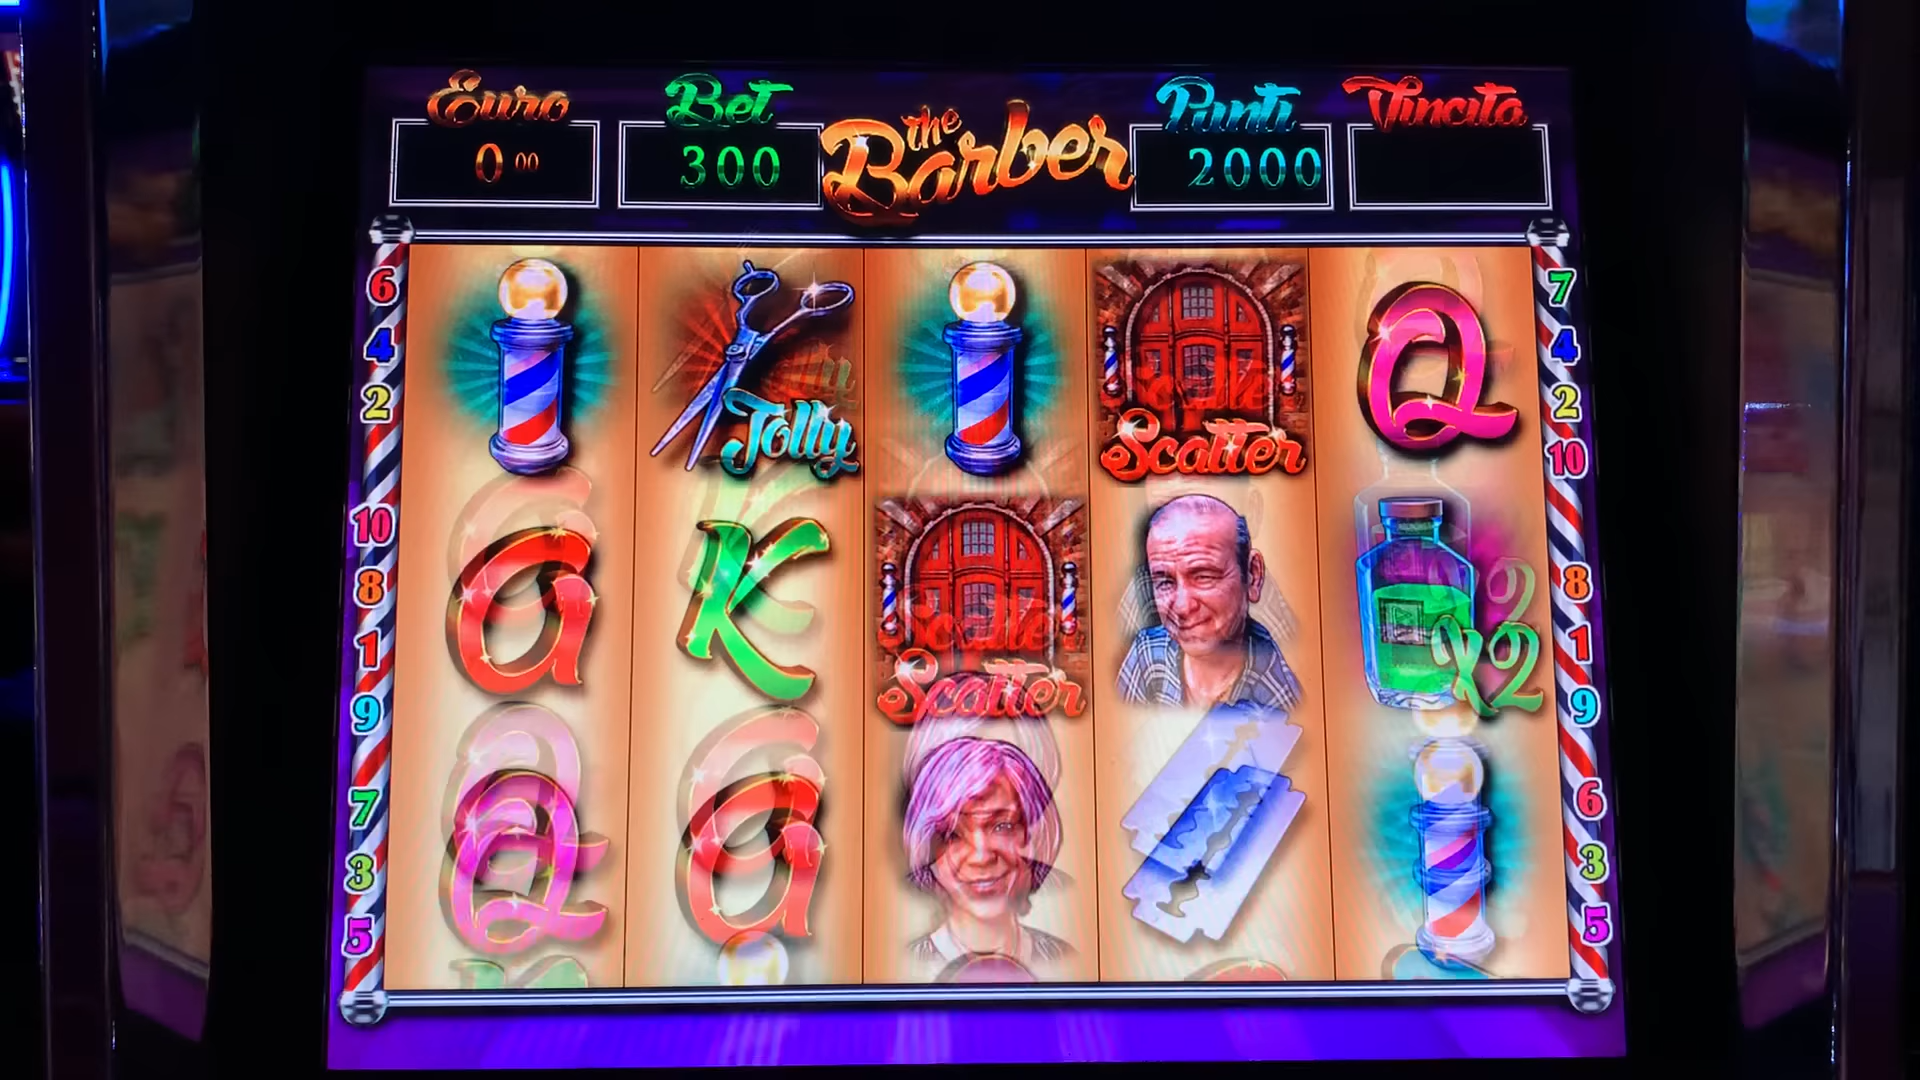 Euro Bet the Barber Punti Vincita
0 00 300 2000
6 7
4 Jolly Scatter Q 4
2 2
10
10 A K 8
8 Scatter X2 1
1 9
9
7 Q A 6
3 3
5 5